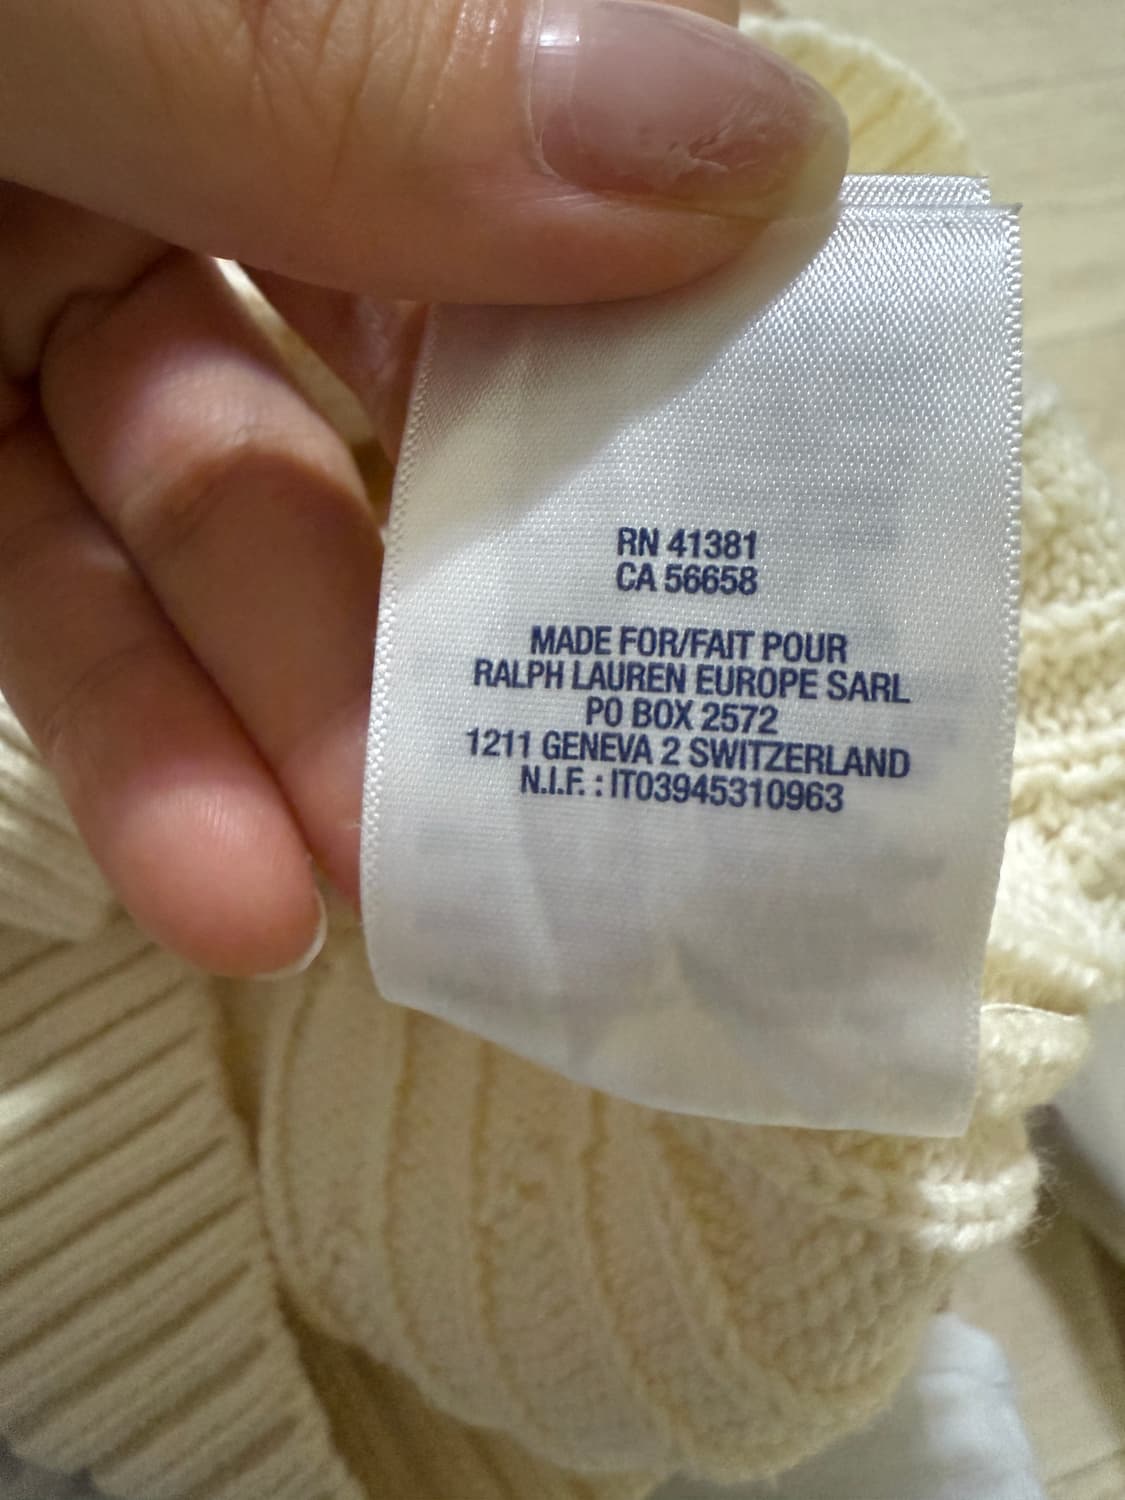 RN 41381
CA 56658
MADE FOR/FAIT POUR
RALPH LAUREN EUROPE SARL
PO BOX 2572
1211 GENEVA 2 SWITZERLAND
N.I.F. : IT03945310963